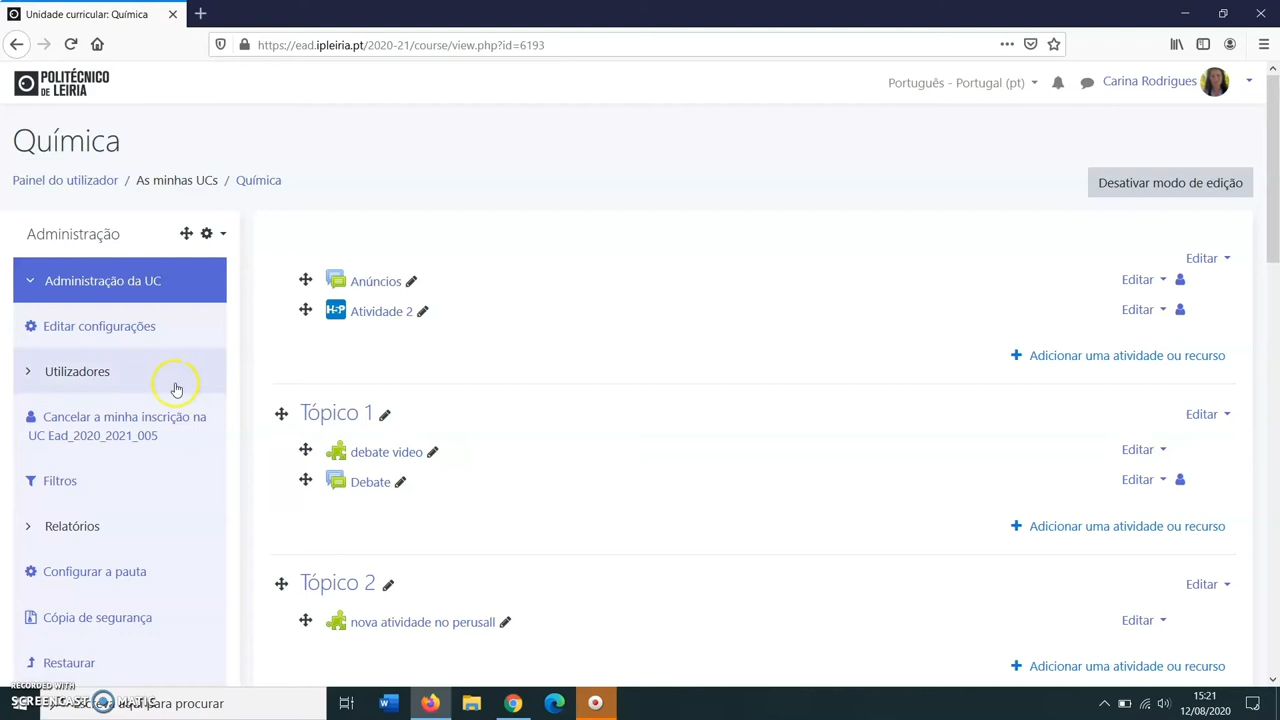 Unidade curricular: Química
https://ead.ipleiria.pt/2020-21/course/view.php?id=6193
POLITÉCNICO
DE LEIRIA
Português - Portugal (pt)
Carina Rodrigues
Química
Painel do utilizador / As minhas UCs / Química
Desativar modo de edição
Administração
Administração da UC
Editar configurações
Utilizadores
Cancelar a minha inscrição na
UC Ead_2020_2021_005
Filtros
Relatórios
Configurar a pauta
Cópia de segurança
Restaurar
Editar
Anúncios
Editar
H-P
Atividade 2
Editar
Adicionar uma atividade ou recurso
Tópico 1
Editar
debate video
Editar
Debate
Editar
Adicionar uma atividade ou recurso
Tópico 2
Editar
nova atividade no perusall
Editar
Adicionar uma atividade ou recurso
RECORDED WITH
SCREENCAST MATIC
aqui para procurar
15:21
12/08/2020